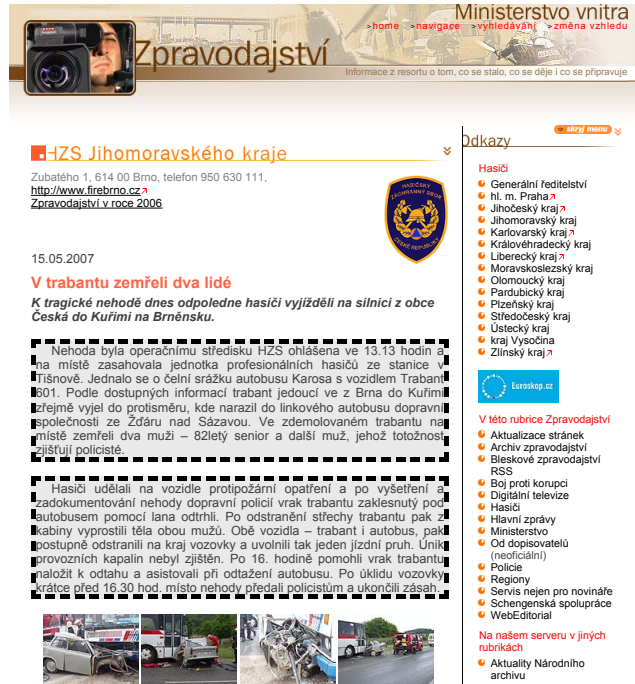 Ministerstvo vnitra
>home >navigace >vyhledávání >změna vzhledu
Zpravodajství
Informace z resortu o tom, co se stalo, co se děje i co se připravuje
HZS Jihomoravského kraje
Zubatého 1, 614 00 Brno, telefon 950 630 111,
http://www.firebrno.cz
Zpravodajství v roce 2006
HASIČSKÝ
ZÁCHRANNÝ SBOR
ČESKÉ REPUBLIKY
15.05.2007
V trabantu zemřeli dva lidé
K tragické nehodě dnes odpoledne hasiči vyjížděli na silnici z obce
Česká do Kuřimi na Brněnsku.
Nehoda byla operačnímu středisku HZS ohlášena ve 13.13 hodin a
na místě zasahovala jednotka profesionálních hasičů ze stanice v
Tišnově. Jednalo se o čelní srážku autobusu Karosa s vozidlem Trabant
601. Podle dostupných informací trabant jedoucí ve z Brna do Kuřimi
zřejmě vyjel do protisměru, kde narazil do linkového autobusu dopravní
společnosti ze Žďáru nad Sázavou. Ve zdemolovaném trabantu na
místě zemřeli dva muži – 82letý senior a další muž, jehož totožnost
zjišťují policisté.
Hasiči udělali na vozidle protipožární opatření a po vyšetření a
zadokumentování nehody dopravní policií vrak trabantu zaklesnutý pod
autobusem pomocí lana odtrhli. Po odstranění střechy trabantu pak z
kabiny vyprostili těla obou mužů. Obě vozidla – trabant i autobus, pak
postupně odstranili na kraj vozovky a uvolnili tak jeden jízdní pruh. Únik
provozních kapalin nebyl zjištěn. Po 16. hodině pomohli vrak trabantu
naložit k odtahu a asistovali při odtažení autobusu. Po úklidu vozovky
krátce před 16.30 hod. místo nehody předali policistům a ukončili zásah.
skryj menu
Odkazy
Hasiči
Generální ředitelství
hl. m. Praha
Jihočeský kraj
Jihomoravský kraj
Karlovarský kraj
Královéhradecký kraj
Liberecký kraj
Moravskoslezský kraj
Olomoucký kraj
Pardubický kraj
Plzeňský kraj
Středočeský kraj
Ústecký kraj
kraj Vysočina
Zlínský kraj
Euroskop.cz
V této rubrice Zpravodajství
Aktualizace stránek
Archiv zpravodajství
Bleskové zpravodajství
RSS
Boj proti korupci
Digitální televize
Hasiči
Hlavní zprávy
Ministerstvo
Od dopisovatelů
(neoficiální)
Policie
Regiony
Servis nejen pro novináře
Schengenská spolupráce
WebEditorial
Na našem serveru v jiných
rubrikách
Aktuality Národního
archivu